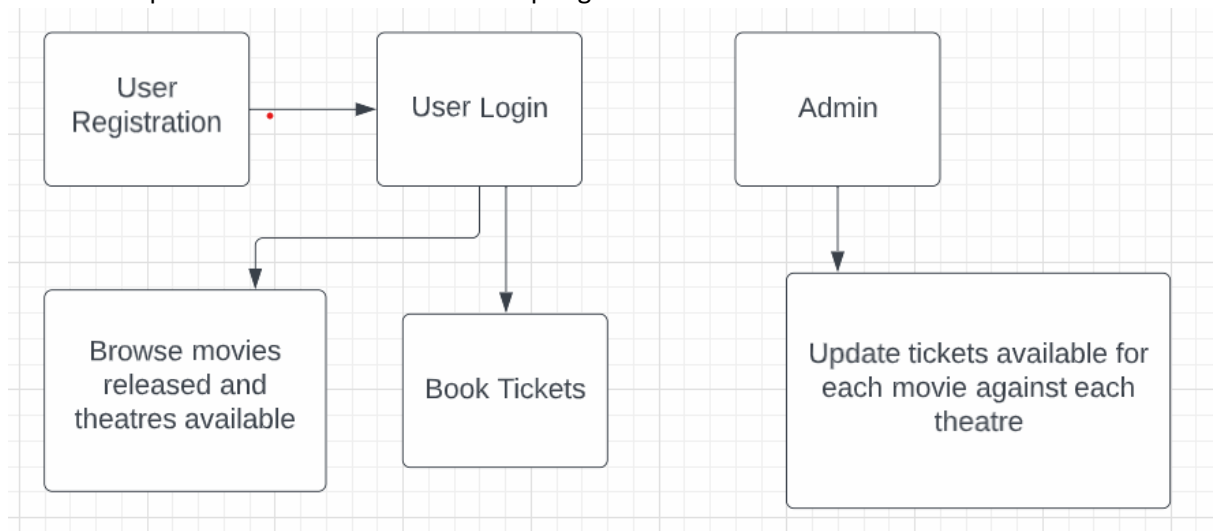 User
Registration
User Login
Admin
Browse movies
released and
theatres available
Book Tickets
Update tickets available for
each movie against each
theatre